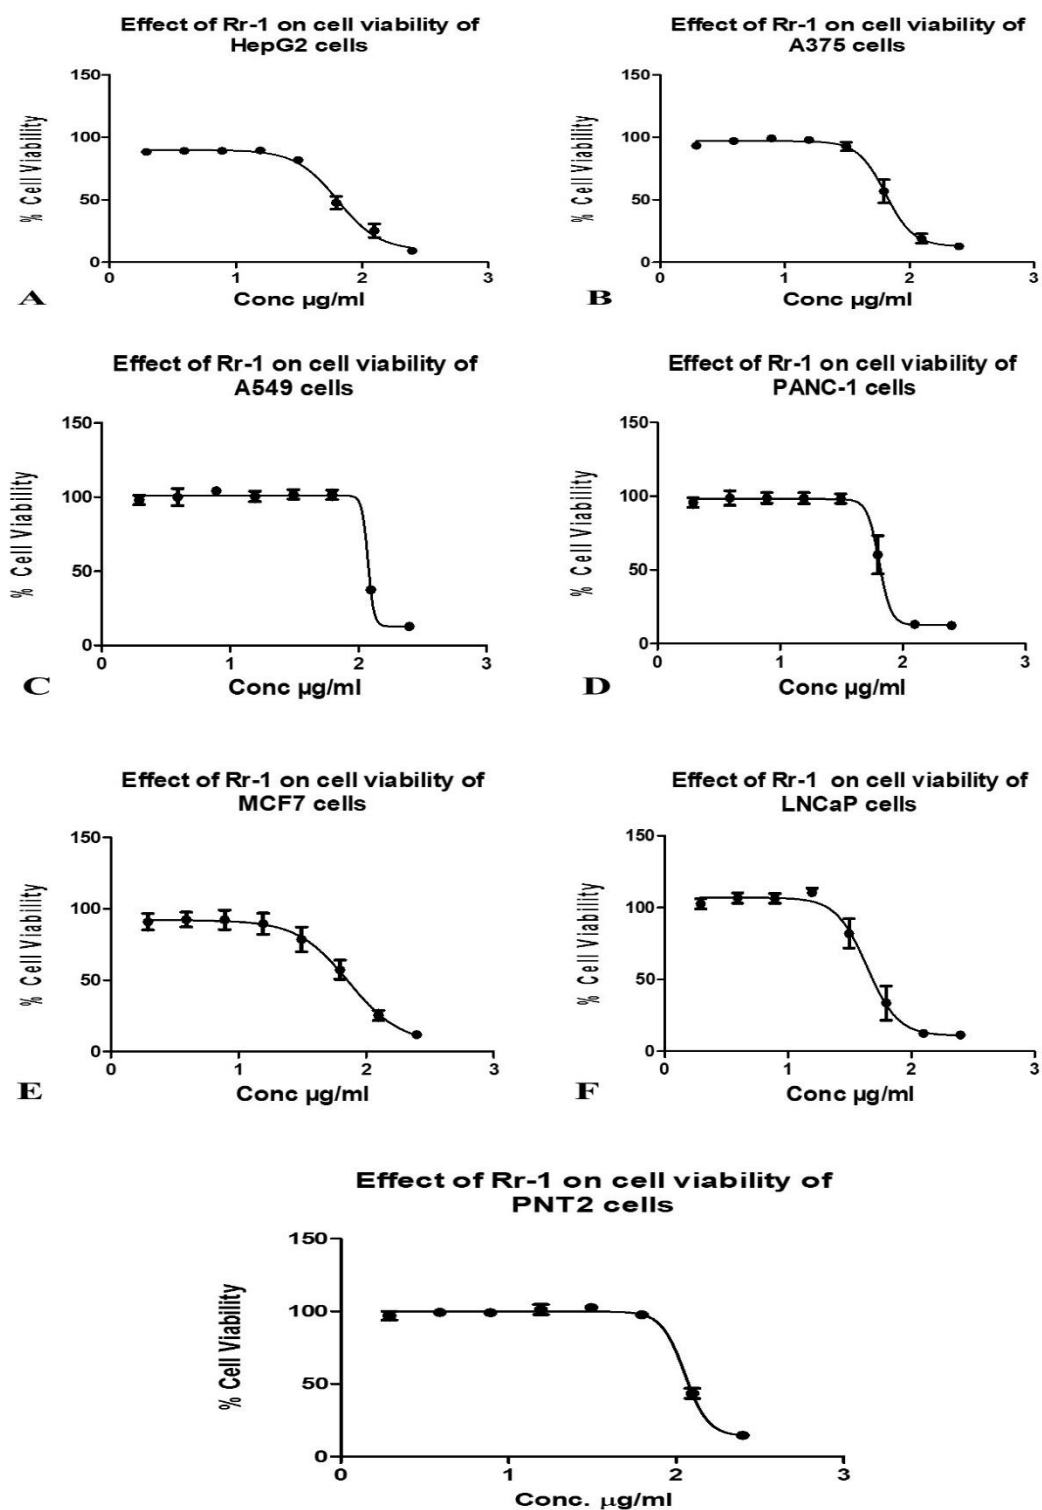 Effect of Rr-1 on cell viability of
HepG2 cells
150
100
50
0
% Cell Viability
0 1 2 3
Conc µg/ml
A
Effect of Rr-1 on cell viability of
A375 cells
150
100
50
0
% Cell Viability
0 1 2 3
Conc µg/ml
B
Effect of Rr-1 on cell viability of
A549 cells
150
100
50
0
% Cell Viability
0 1 2 3
Conc µg/ml
C
Effect of Rr-1 on cell viability of
PANC-1 cells
150
100
50
0
% Cell Viability
0 1 2 3
Conc µg/ml
D
Effect of Rr-1 on cell viability of
MCF7 cells
150
100
50
0
% Cell Viability
0 1 2 3
Conc µg/ml
E
Effect of Rr-1 on cell viability of
LNCaP cells
150
100
50
0
% Cell Viability
0 1 2 3
Conc µg/ml
F
Effect of Rr-1 on cell viability of
PNT2 cells
150
100
50
0
% Cell Viability
0 1 2 3
Conc. µg/ml